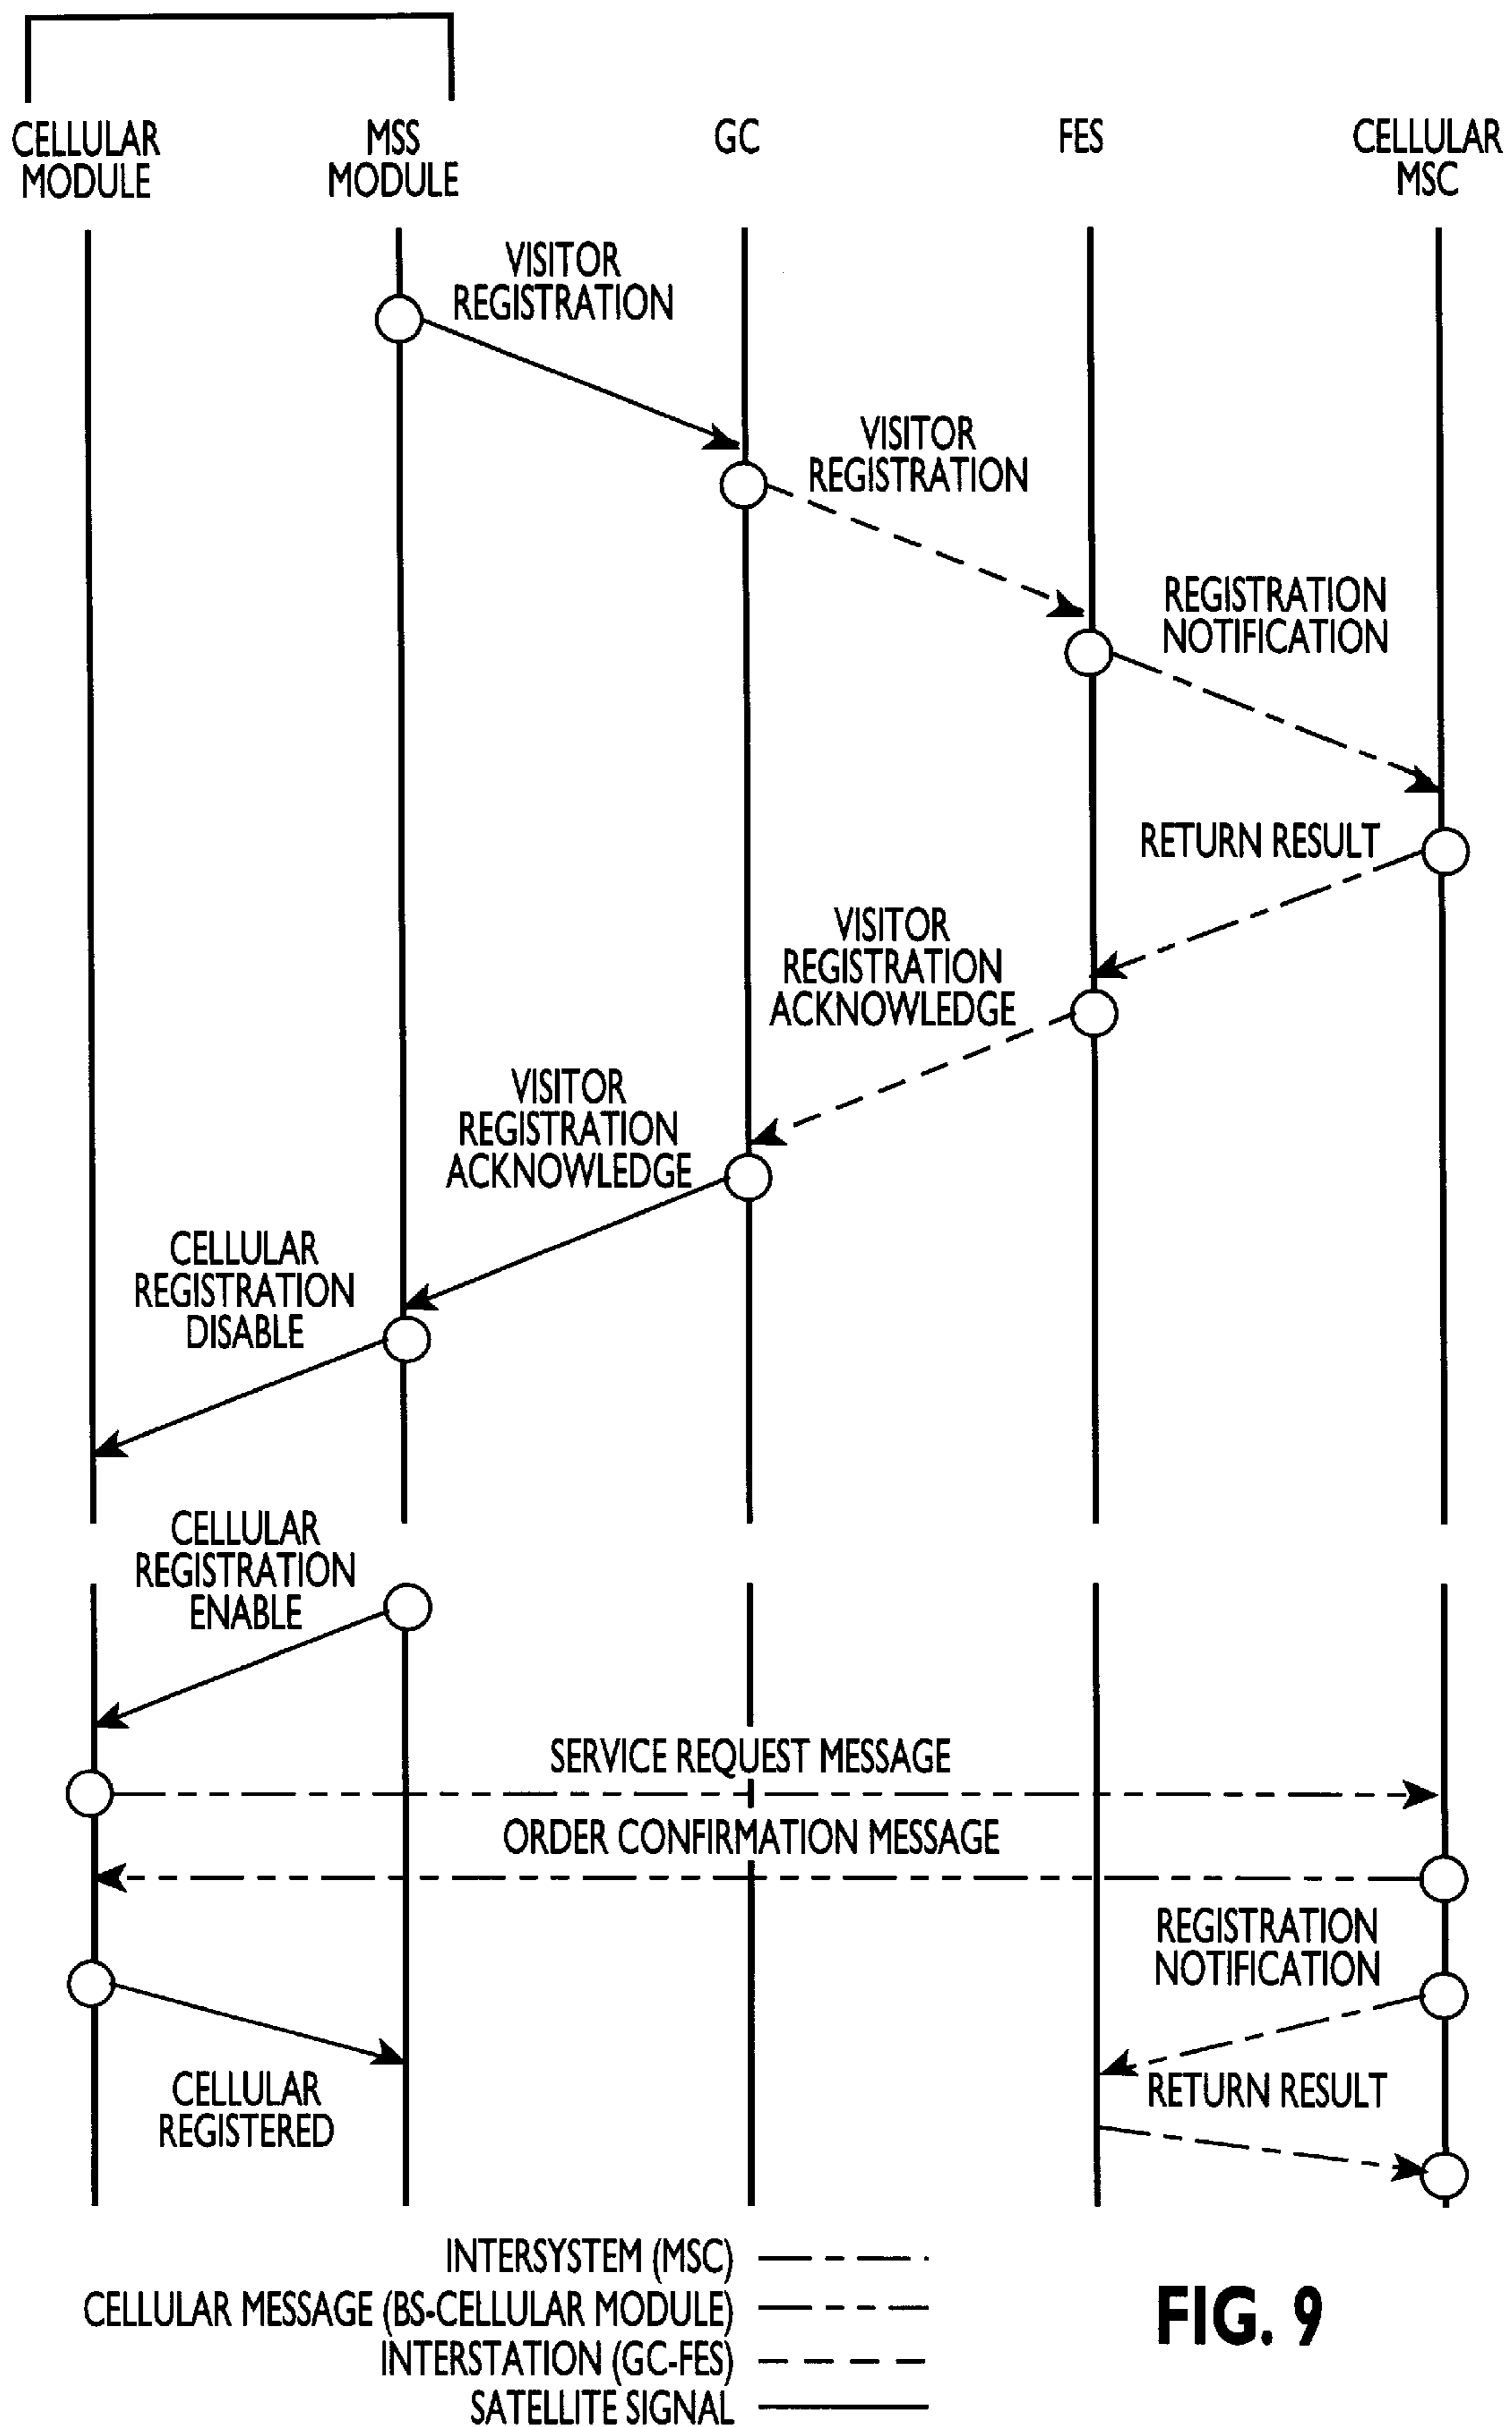 CELLULAR
MODULE
MSS
MODULE
GC
FES
CELLULAR
MSC
VISITOR
REGISTRATION
VISITOR
REGISTRATION
REGISTRATION
NOTIFICATION
RETURN RESULT
VISITOR
REGISTRATION
ACKNOWLEDGE
VISITOR
REGISTRATION
ACKNOWLEDGE
CELLULAR
REGISTRATION
DISABLE
CELLULAR
REGISTRATION
ENABLE
SERVICE REQUEST MESSAGE
ORDER CONFIRMATION MESSAGE
REGISTRATION
NOTIFICATION
CELLULAR
REGISTERED
RETURN RESULT
INTERSYSTEM (MSC)
CELLULAR MESSAGE (BS-CELLULAR MODULE)
INTERSTATION (GC-FES)
SATELLITE SIGNAL
FIG. 9